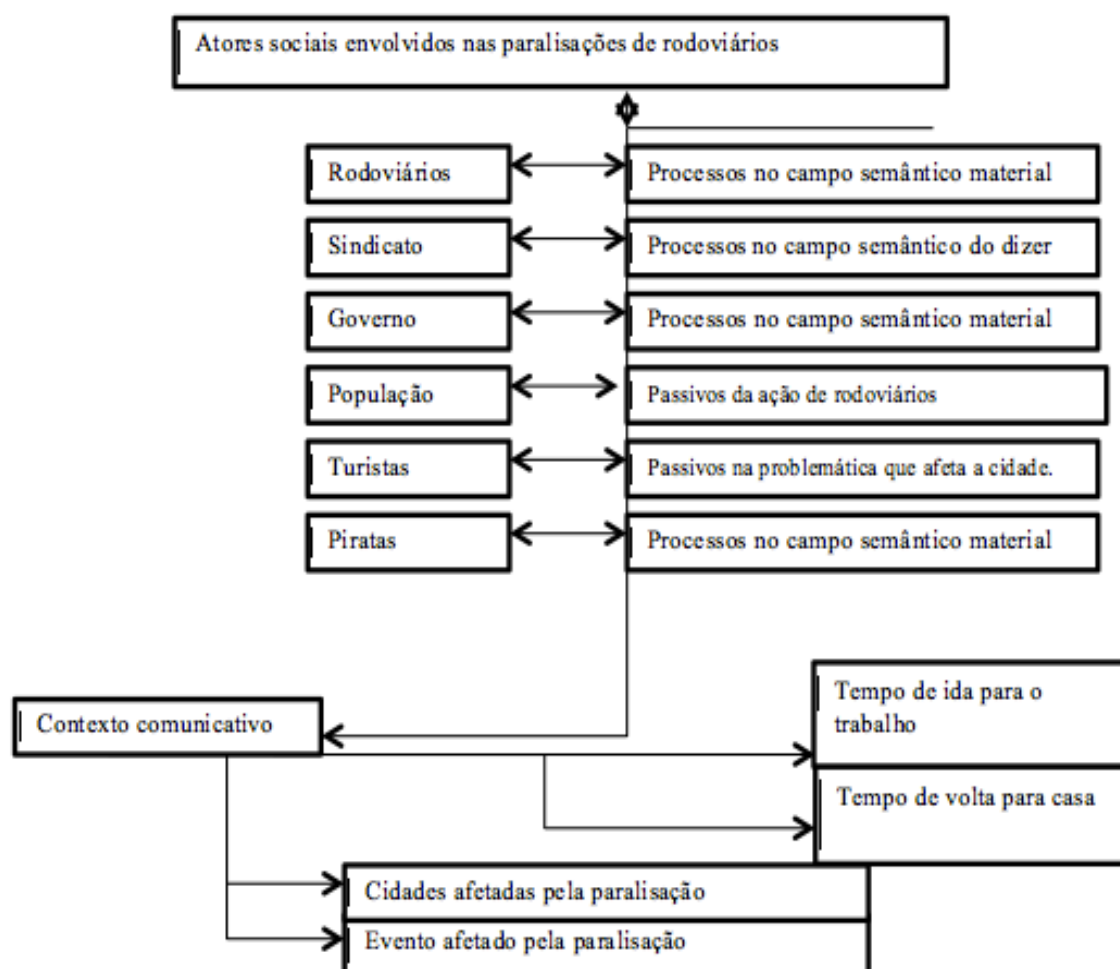 Atores sociais envolvidos nas paralisações de rodoviários
Rodoviários
Processos no campo semântico material
Sindicato
Processos no campo semântico do dizer
Governo
Processos no campo semântico material
População
Passivos da ação de rodoviários
Turistas
Passivos na problemática que afeta a cidade.
Piratas
Processos no campo semântico material
Contexto comunicativo
Tempo de ida para o
trabalho
Tempo de volta para casa
Cidades afetadas pela paralisação
Evento afetado pela paralisação